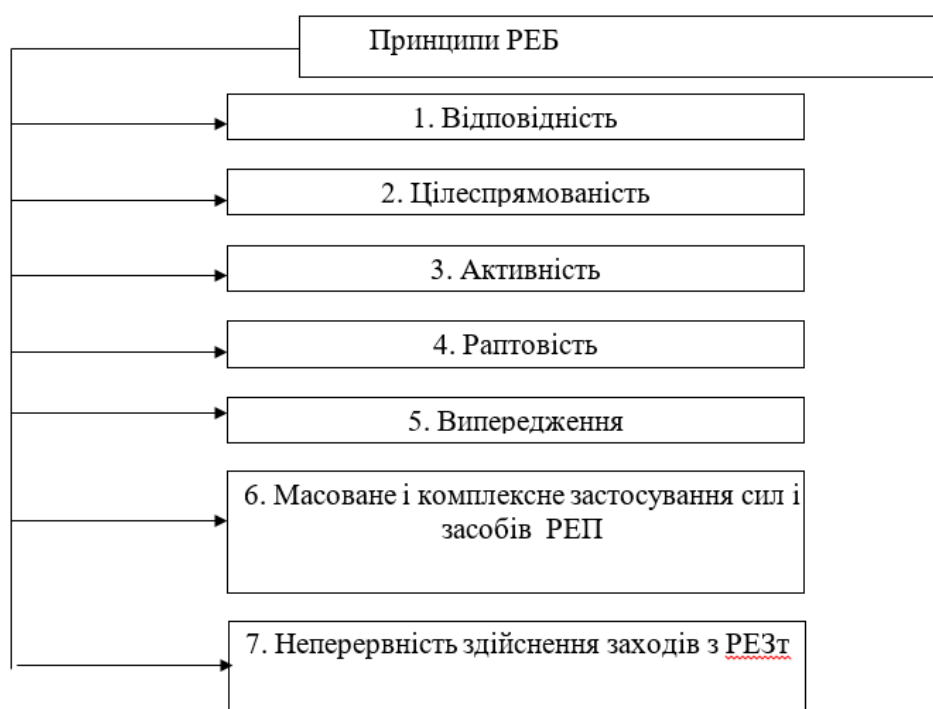 Принципи РЕБ
1. Відповідність
2. Цілеспрямованість
3. Активність
4. Раптовість
5. Випередження
6. Масоване і комплексне застосування сил і
засобів РЕП
7. Неперервність здійснення заходів з РЕЗт